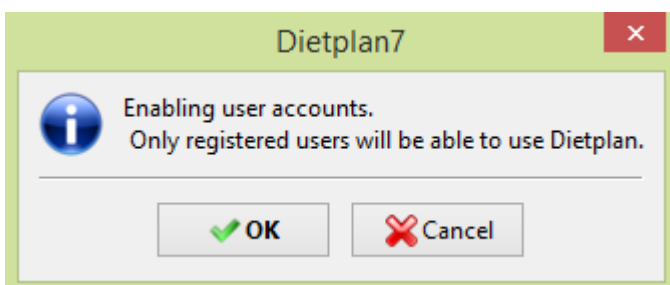 Dietplan7
Enabling user accounts.
Only registered users will be able to use Dietplan.
OK
Cancel